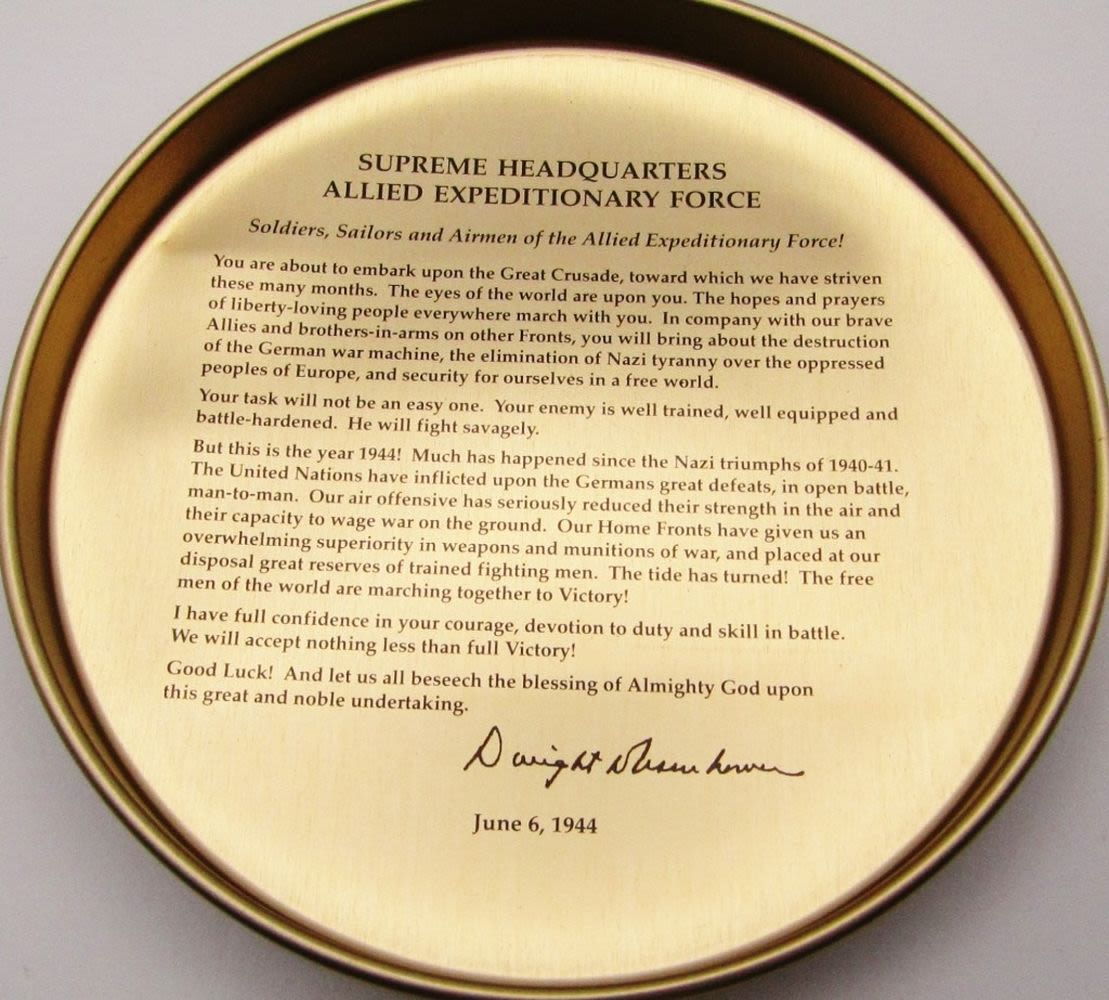 SUPREME HEADQUARTERS
ALLIED EXPEDITIONARY FORCE
Soldiers, Sailors and Airmen of the Allied Expeditionary Force!
You are about to embark upon the Great Crusade, toward which we have striven
these many months. The eyes of the world are upon you. The hopes and prayers
of liberty-loving people everywhere march with you. In company with our brave
Allies and brothers-in-arms on other Fronts, you will bring about the destruction
of the German war machine, the elimination of Nazi tyranny over the oppressed
peoples of Europe, and security for ourselves in a free world.
Your task will not be an easy one. Your enemy is well trained, well equipped and
battle-hardened. He will fight savagely.
But this is the year 1944! Much has happened since the Nazi triumphs of 1940-41.
The United Nations have inflicted upon the Germans great defeats, in open battle,
man-to-man. Our air offensive has seriously reduced their strength in the air and
their capacity to wage war on the ground. Our Home Fronts have given us an
overwhelming superiority in weapons and munitions of war, and placed at our
disposal great reserves of trained fighting men. The tide has turned! The free
men of the world are marching together to Victory!
I have full confidence in your courage, devotion to duty and skill in battle.
We will accept nothing less than full Victory!
Good Luck! And let us all beseech the blessing of Almighty God upon
this great and noble undertaking.
Dwight D Eisenhower
June 6, 1944